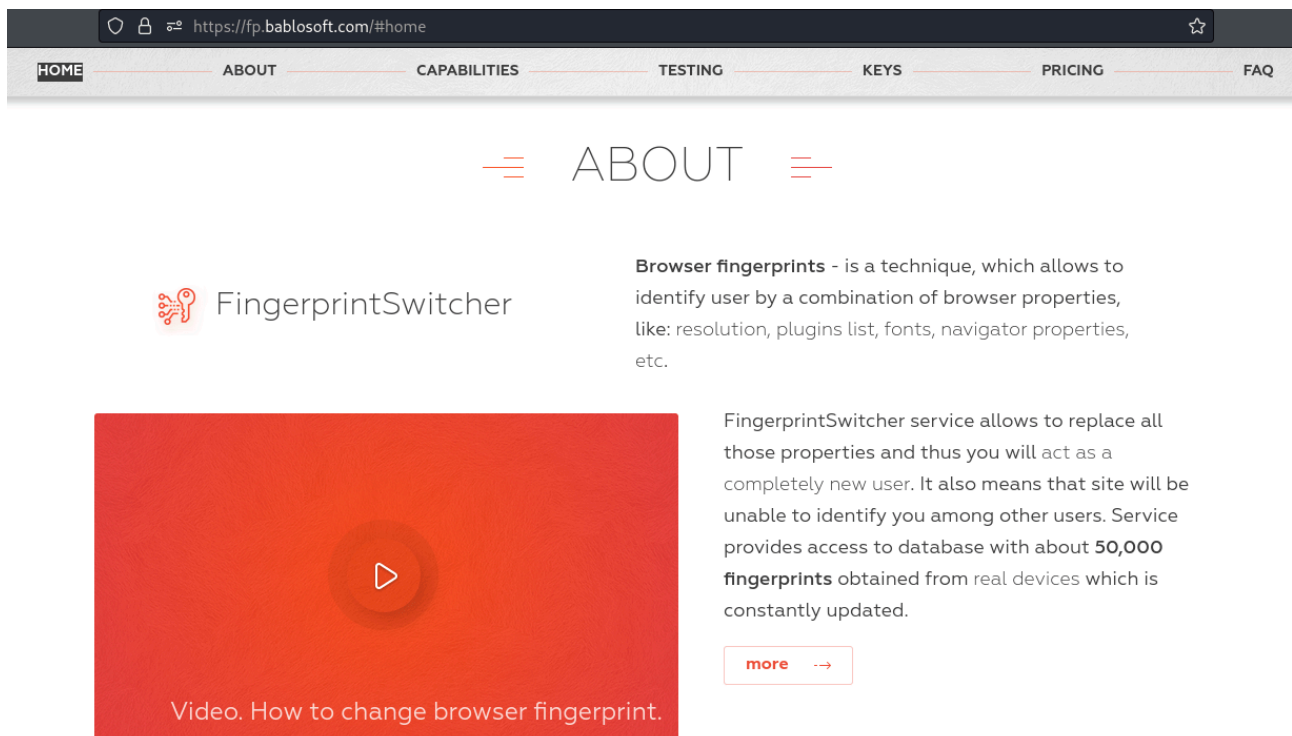 https://fp.bablosoft.com/#home
HOME ABOUT CAPABILITIES TESTING KEYS PRICING FAQ
ABOUT
FingerprintSwitcher
Browser fingerprints - is a technique, which allows to
identify user by a combination of browser properties,
like: resolution, plugins list, fonts, navigator properties,
etc.
FingerprintSwitcher service allows to replace all
those properties and thus you will act as a
completely new user. It also means that site will be
unable to identify you among other users. Service
provides access to database with about 50,000
fingerprints obtained from real devices which is
constantly updated.
more
Video. How to change browser fingerprint.